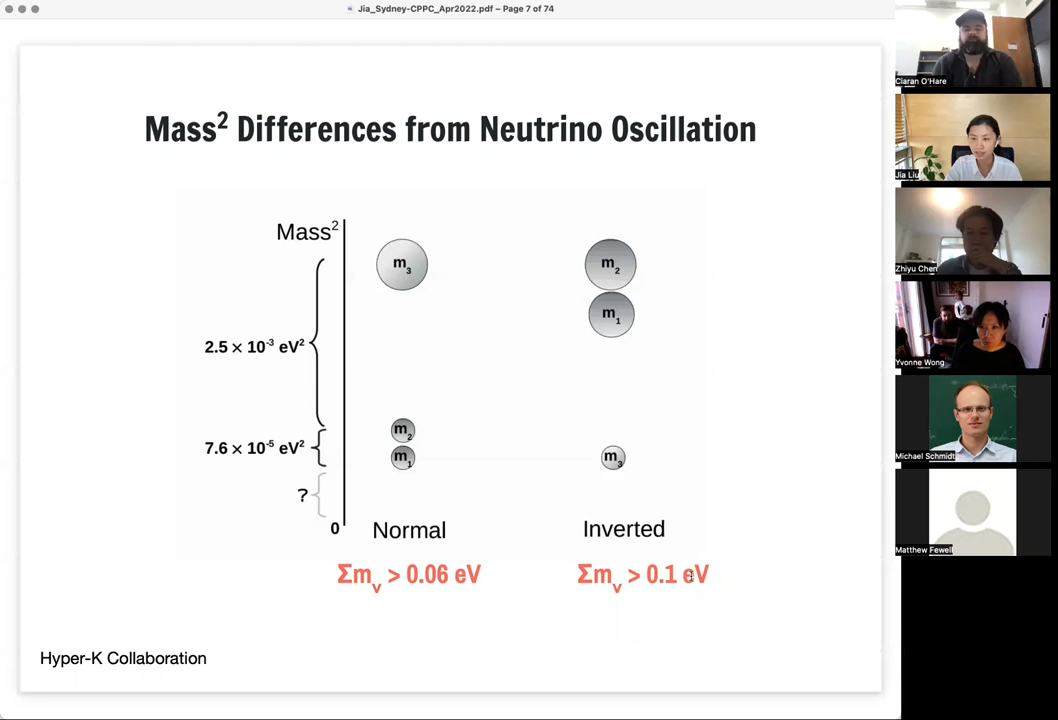 Jia_Sydney-CPPC_Apr2022.pdf – Page 7 of 74
Mass² Differences from Neutrino Oscillation
Mass²
m₃
m₂
m₁
2.5 × 10⁻³ eV²
m₂
7.6 × 10⁻⁵ eV²
m₁
m₃
?
0
Normal
Inverted
Σmᵥ > 0.06 eV
Σmᵥ > 0.1 eV
Hyper-K Collaboration
Ciaran O'Hare
Jia Liu
Zhiyu Chen
Yvonne Wong
Michael Schmidt
Matthew Fewell